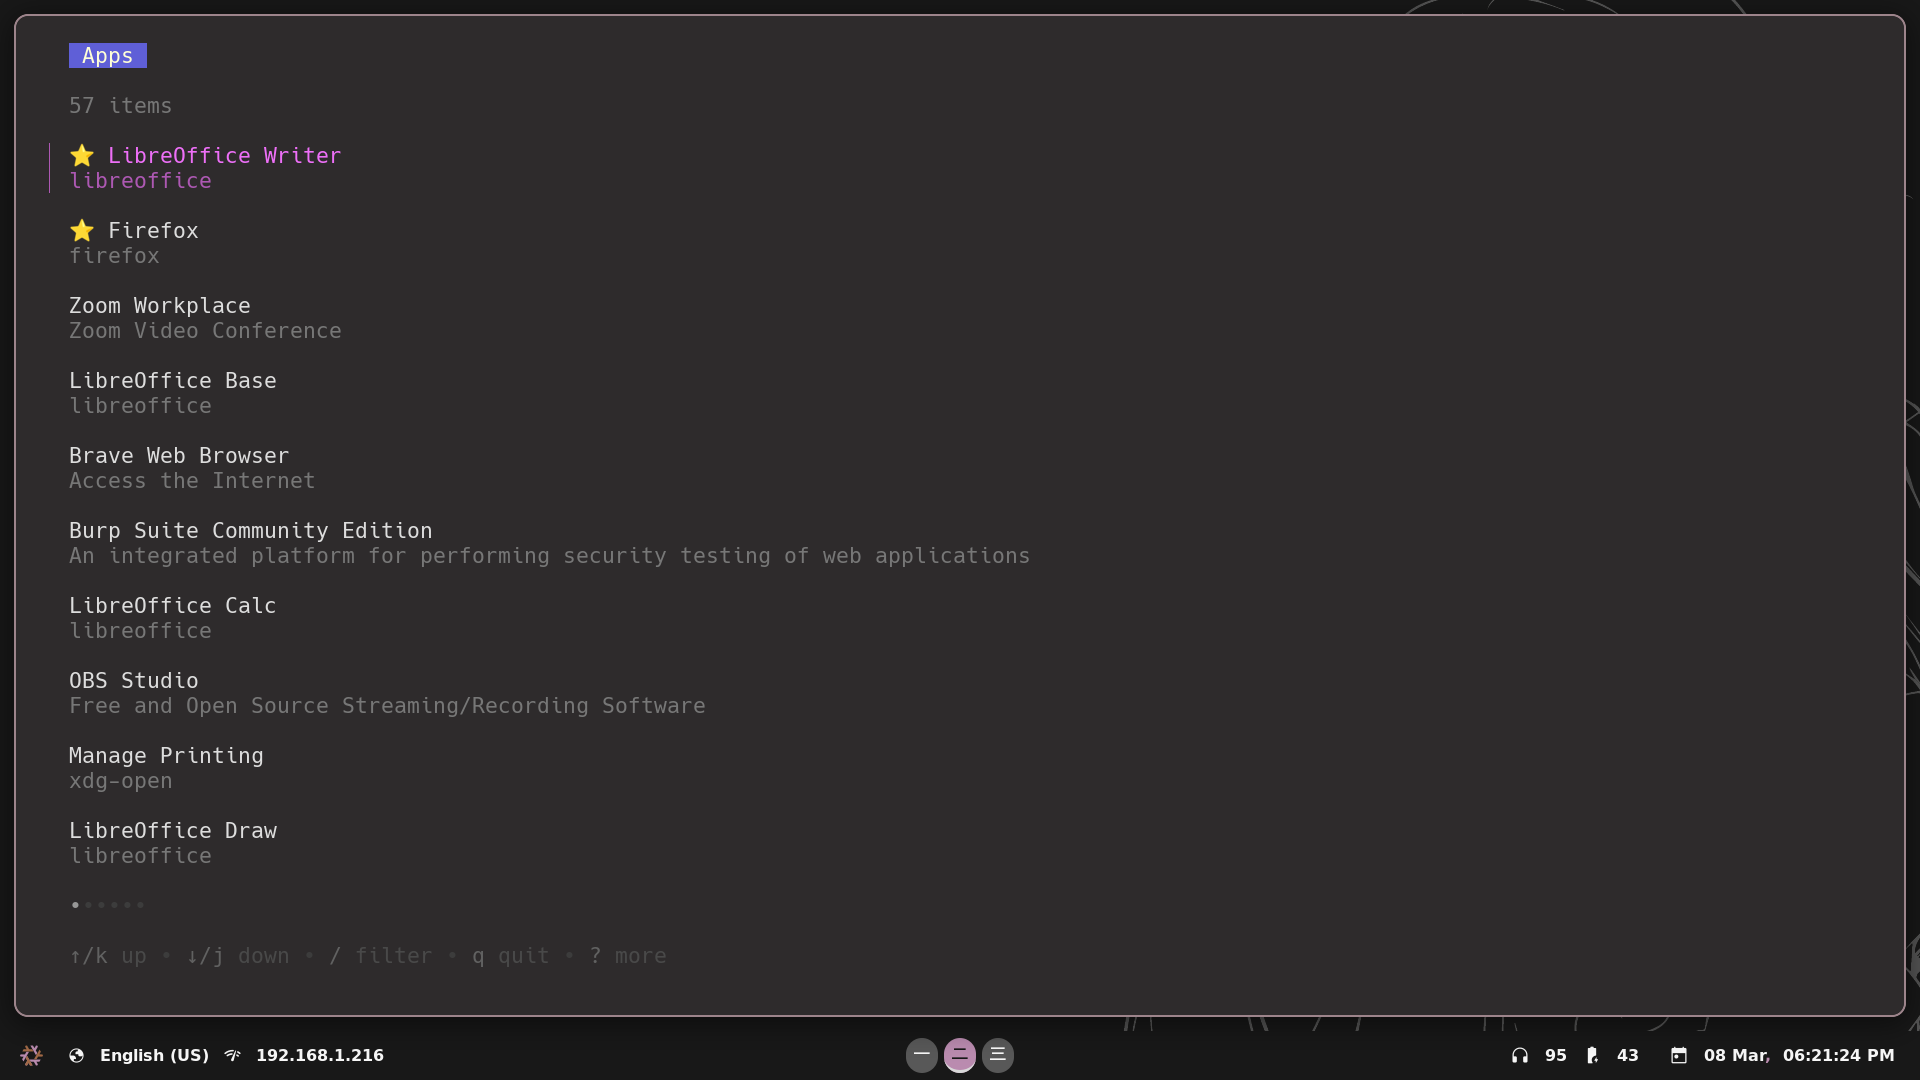 Apps
57 items
⭐ LibreOffice Writer
libreoffice
⭐ Firefox
firefox
Zoom Workplace
Zoom Video Conference
LibreOffice Base
libreoffice
Brave Web Browser
Access the Internet
Burp Suite Community Edition
An integrated platform for performing security testing of web applications
LibreOffice Calc
libreoffice
OBS Studio
Free and Open Source Streaming/Recording Software
Manage Printing
xdg-open
LibreOffice Draw
libreoffice
••••••
↑/k up • ↓/j down • / filter • q quit • ? more
English (US) 192.168.1.216 一 二 三 95 43 08 Mar, 06:21:24 PM